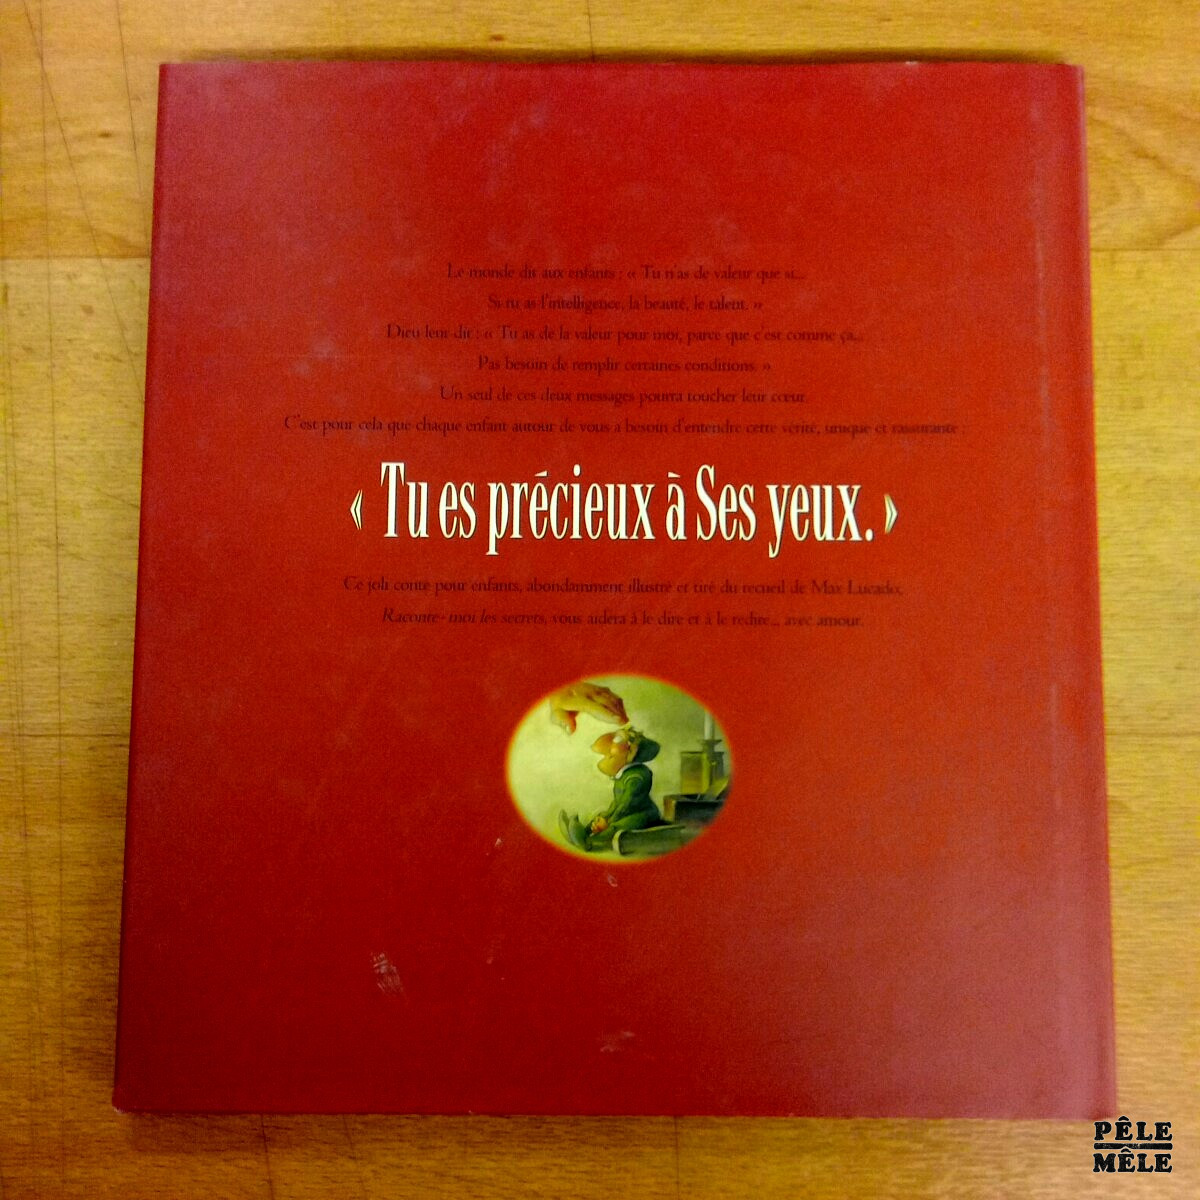 Le monde dit aux enfants : « Tu n'as de valeur que si...
Si tu as l'intelligence, la beauté, le talent. »
Dieu leur dit : « Tu as de la valeur pour moi, parce que c'est comme ça...
Pas besoin de remplir certaines conditions. »
Un seul de ces deux messages pourra toucher leur cœur.
C'est pour cela que chaque enfant autour de vous a besoin d'entendre cette vérité, unique et rassurante :
« Tu es précieux à Ses yeux. »
Ce joli conte pour enfants, abondamment illustré et tiré du recueil de Max Lucado,
Raconte-moi les secrets, vous aidera à le dire et à le redire... avec amour.
PÊLE
MÊLE